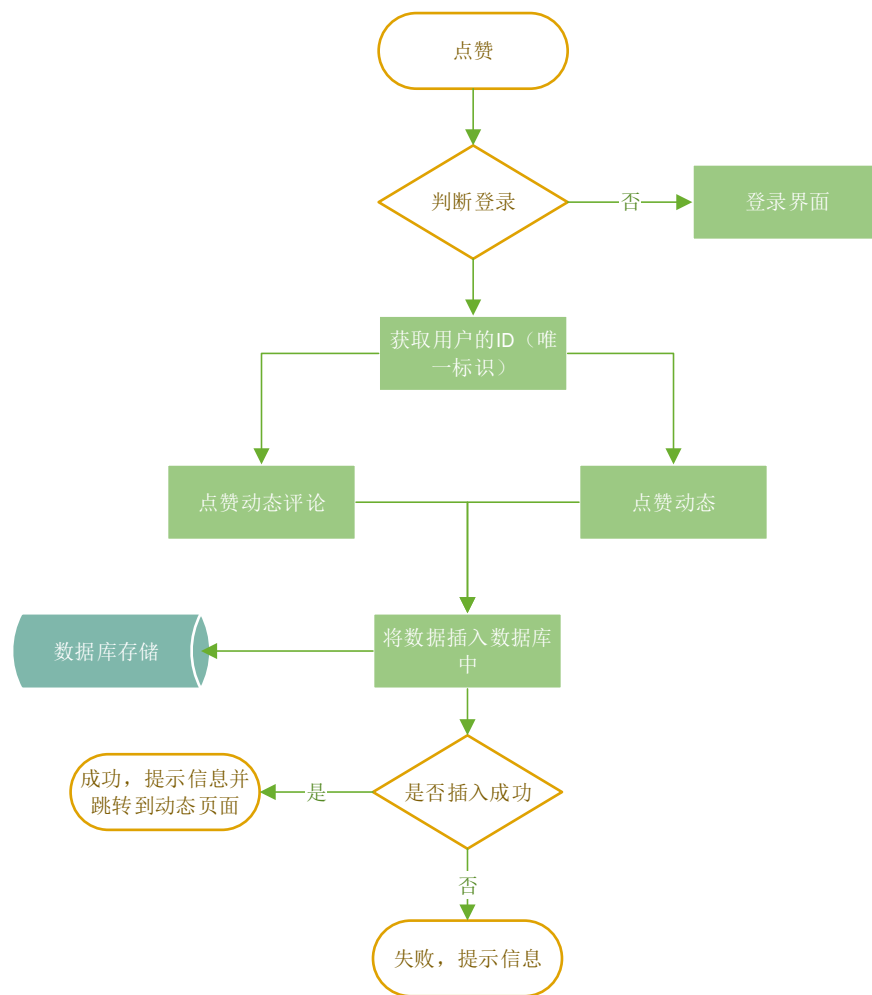 点赞
判断登录
否
登录界面
获取用户的ID（唯
一标识）
点赞动态评论
点赞动态
数据库存储
将数据插入数据库
中
成功，提示信息并
跳转到动态页面
是
是否插入成功
否
失败，提示信息